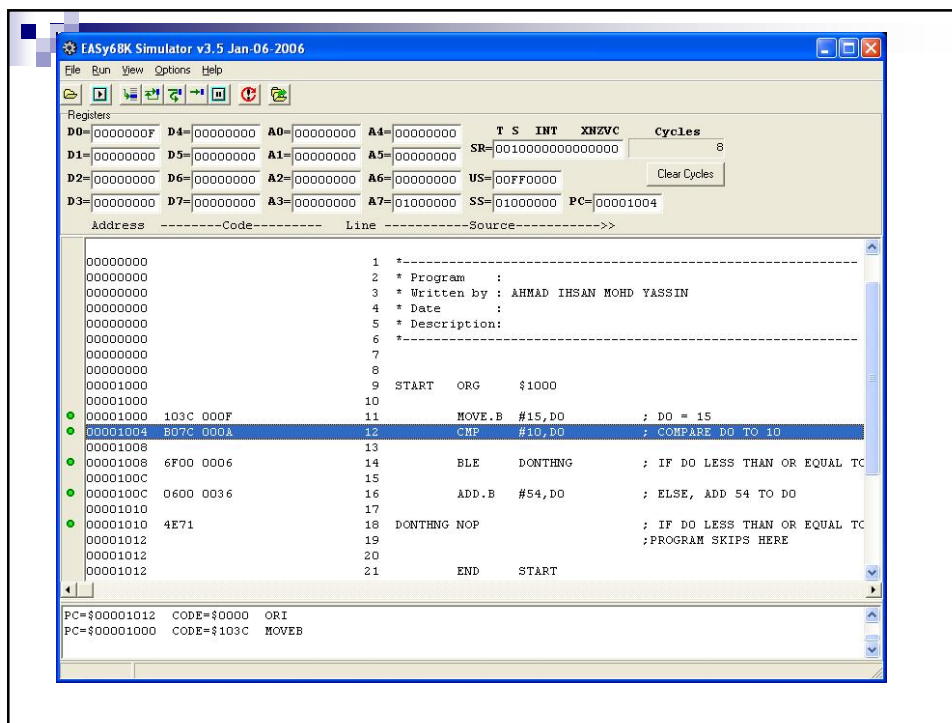 EASy68K Simulator v3.5 Jan-06-2006
File Run View Options Help
Registers
D0= 0000000F D4= 00000000 A0= 00000000 A4= 00000000 T S INT XNZVC Cycles
D1= 00000000 D5= 00000000 A1= 00000000 A5= 00000000 SR= 0010000000000000 8
D2= 00000000 D6= 00000000 A2= 00000000 A6= 00000000 US= 00FF0000 Clear Cycles
D3= 00000000 D7= 00000000 A3= 00000000 A7= 01000000 SS= 01000000 PC= 00001004
Address --------Code--------- Line -----------Source----------->>
00000000 1 *-----------------------------------------------------------
00000000 2 * Program :
00000000 3 * Written by : AHMAD IHSAN MOHD YASSIN
00000000 4 * Date :
00000000 5 * Description:
00000000 6 *-----------------------------------------------------------
00000000 7
00000000 8
00001000 9 START ORG $1000
00001000 10
00001000 103C 000F 11 MOVE.B #15,D0 ; D0 = 15
00001004 B07C 000A 12 CMP #10,D0 ; COMPARE D0 TO 10
00001008 13
00001008 6F00 0006 14 BLE DONTHNG ; IF D0 LESS THAN OR EQUAL TO
0000100C 15
0000100C 0600 0036 16 ADD.B #54,D0 ; ELSE, ADD 54 TO D0
00001010 17
00001010 4E71 18 DONTHNG NOP ; IF D0 LESS THAN OR EQUAL TO
00001012 19 ;PROGRAM SKIPS HERE
00001012 20
00001012 21 END START
PC=$00001012 CODE=$0000 ORI
PC=$00001000 CODE=$103C MOVEB